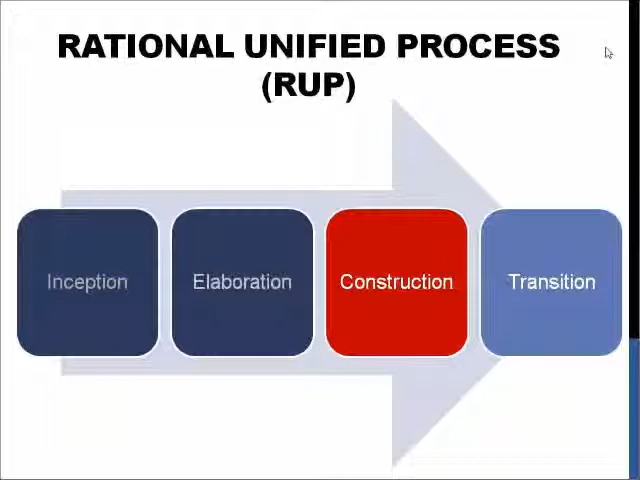 RATIONAL UNIFIED PROCESS
(RUP)
Inception
Elaboration
Construction
Transition